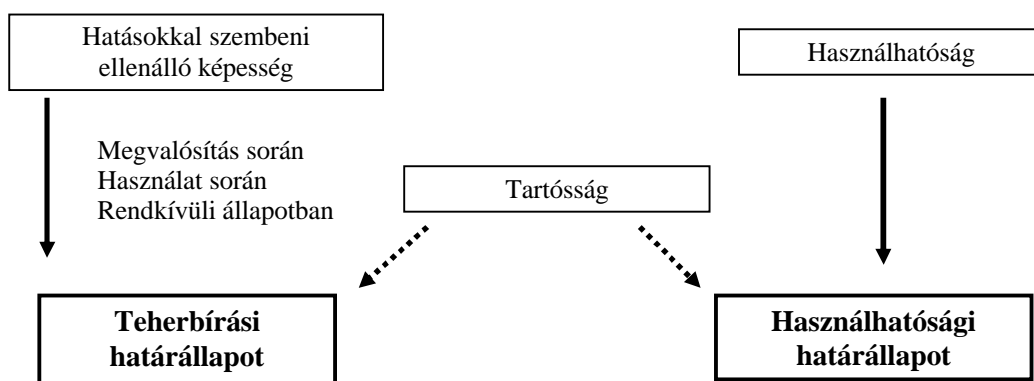 Hatásokkal szembeni
ellenálló képesség
Használhatóság
Megvalósítás során
Használat során
Rendkívüli állapotban
Tartósság
Teherbírási
határállapot
Használhatósági
határállapot